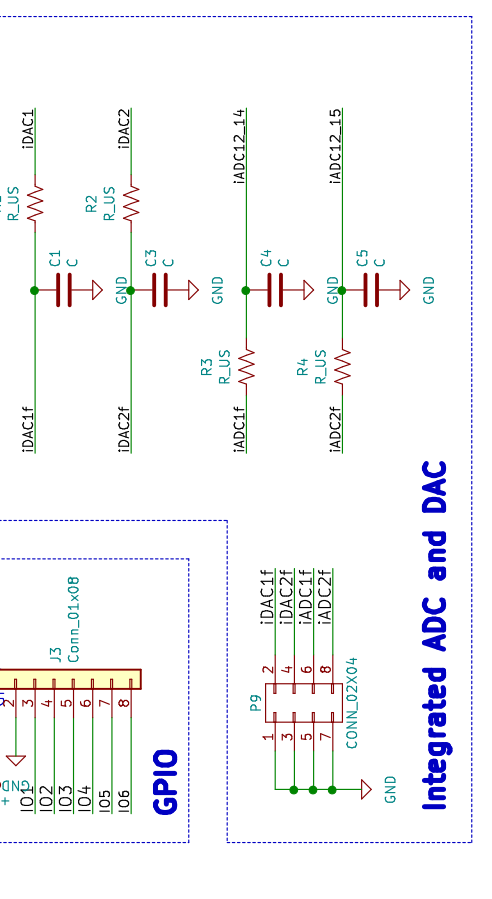 iDAC1
iDAC2
iADC12_14
iADC12_15
R_US
R2
R_US
C1
C
GND
C3
C
GND
C4
C
GND
C5
C
GND
R3
R_US
R4
R_US
iDAC1f
iDAC2f
iADC1f
iADC2f
Integrated ADC and DAC
iDAC1f
iDAC2f
iADC1f
iADC2f
2
4
6
8
P9
CONN_02X04
1
3
5
7
GND
J3
Conn_01x08
2
3
4
5
6
7
8
GND
+
IO1
IO2
IO3
IO4
IO5
IO6
GPIO